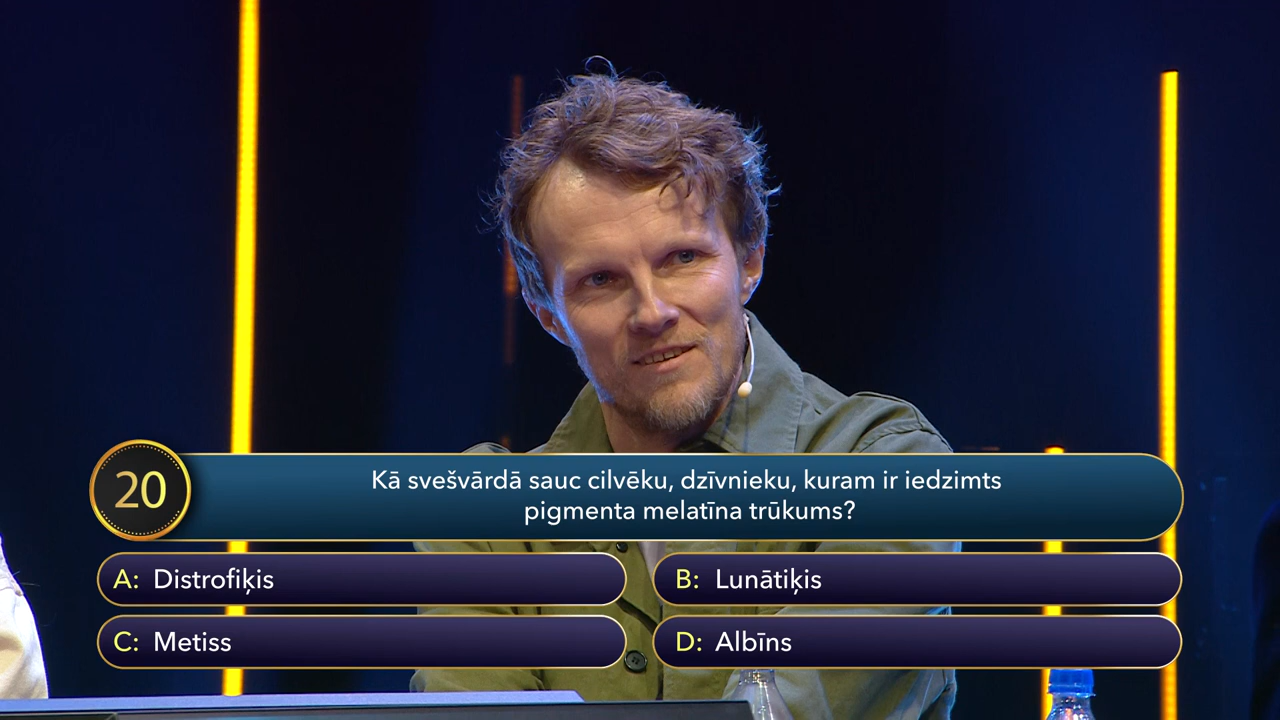 20
Kā svešvārdā sauc cilvēku, dzīvnieku, kuram ir iedzimts
pigmenta melatīna trūkums?
A: Distrofiķis
B: Lunātiķis
C: Metiss
D: Albīns